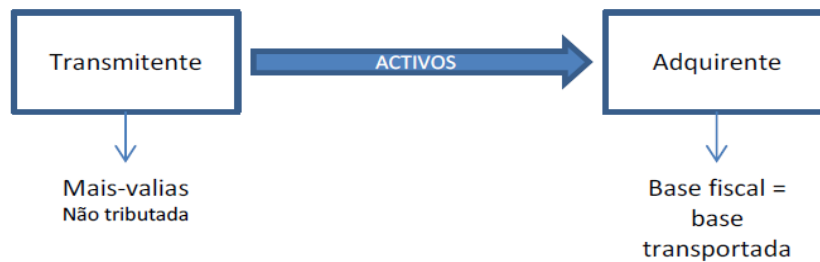 Transmitente
ACTIVOS
Adquirente
Mais-valias
Não tributada
Base fiscal =
base
transportada